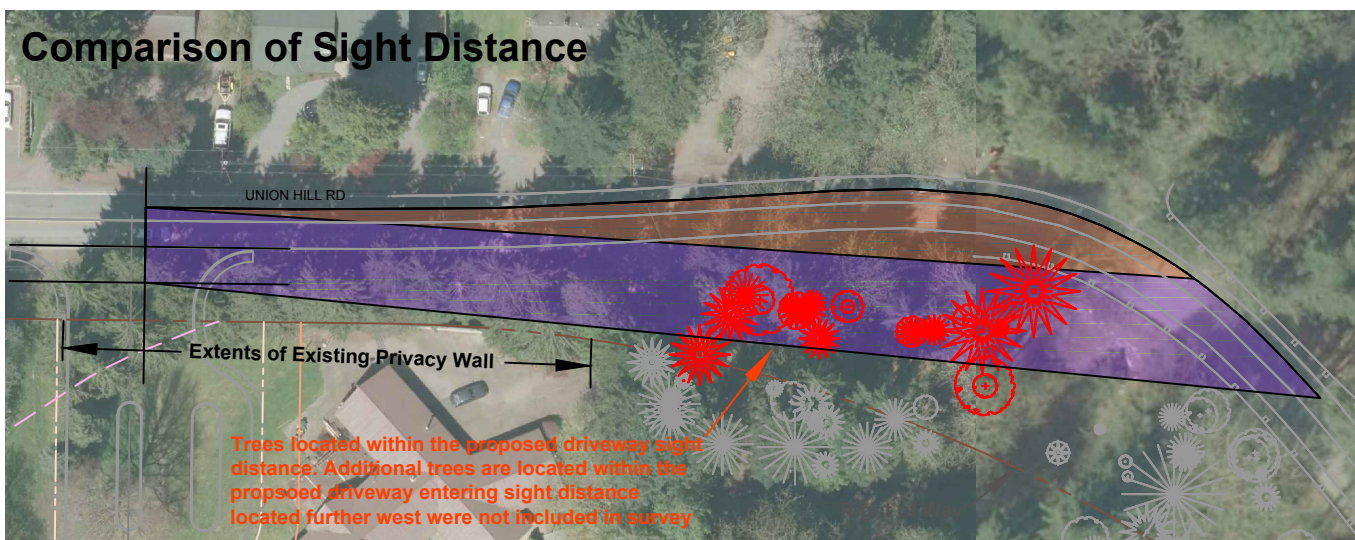 Comparison of Sight Distance
UNION HILL RD
Extents of Existing Privacy Wall
Trees located within the proposed driveway sight
distance. Additional trees are located within the
propsoed driveway entering sight distance
located further west were not included in survey